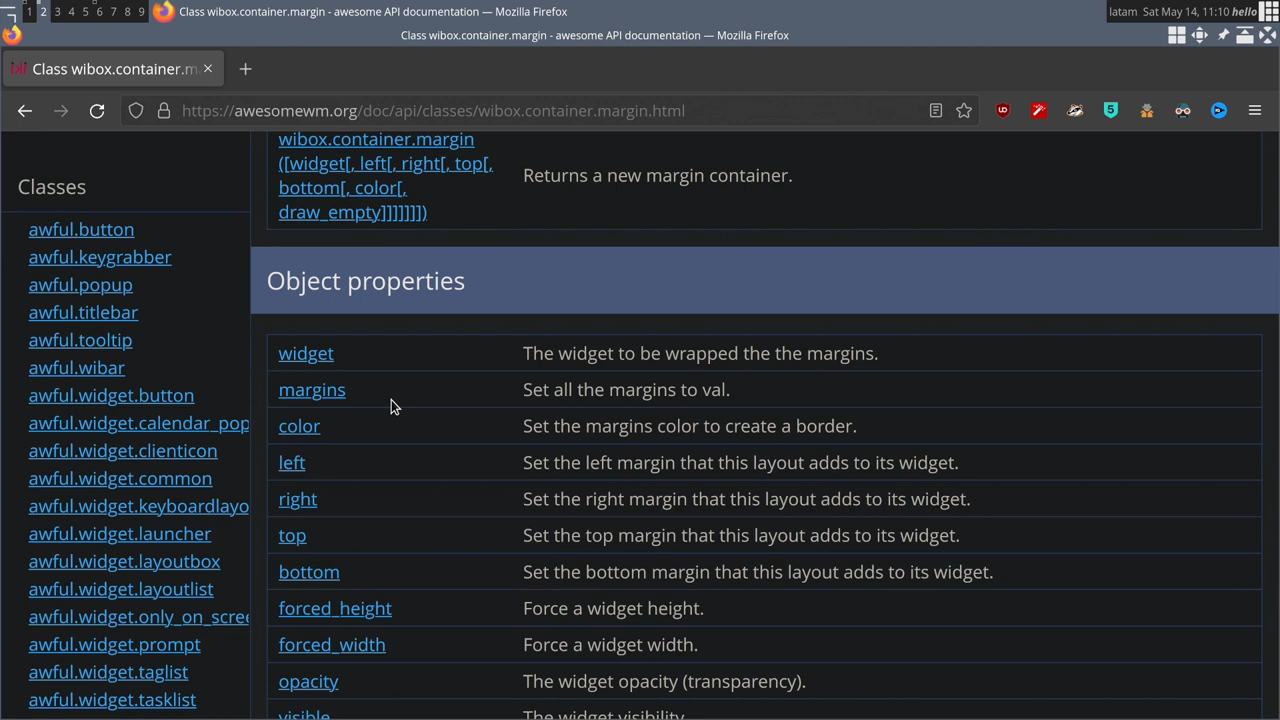 1 2 3 4 5 6 7 8 9 Class wibox.container.margin - awesome API documentation — Mozilla Firefox latam Sat May 14, 11:10 hello
Class wibox.container.margin - awesome API documentation — Mozilla Firefox
Class wibox.container.m
https://awesomewm.org/doc/api/classes/wibox.container.margin.html
Classes
awful.button
awful.keygrabber
awful.popup
awful.titlebar
awful.tooltip
awful.wibar
awful.widget.button
awful.widget.calendar_pop
awful.widget.clienticon
awful.widget.common
awful.widget.keyboardlayo
awful.widget.launcher
awful.widget.layoutbox
awful.widget.layoutlist
awful.widget.only_on_scree
awful.widget.prompt
awful.widget.taglist
awful.widget.tasklist
wibox.container.margin
([widget[, left[, right[, top[,
bottom[, color[,
draw_empty]]]]]]])
Returns a new margin container.
Object properties
widget The widget to be wrapped the the margins.
margins Set all the margins to val.
color Set the margins color to create a border.
left Set the left margin that this layout adds to its widget.
right Set the right margin that this layout adds to its widget.
top Set the top margin that this layout adds to its widget.
bottom Set the bottom margin that this layout adds to its widget.
forced_height Force a widget height.
forced_width Force a widget width.
opacity The widget opacity (transparency).
visible The widget visibility.